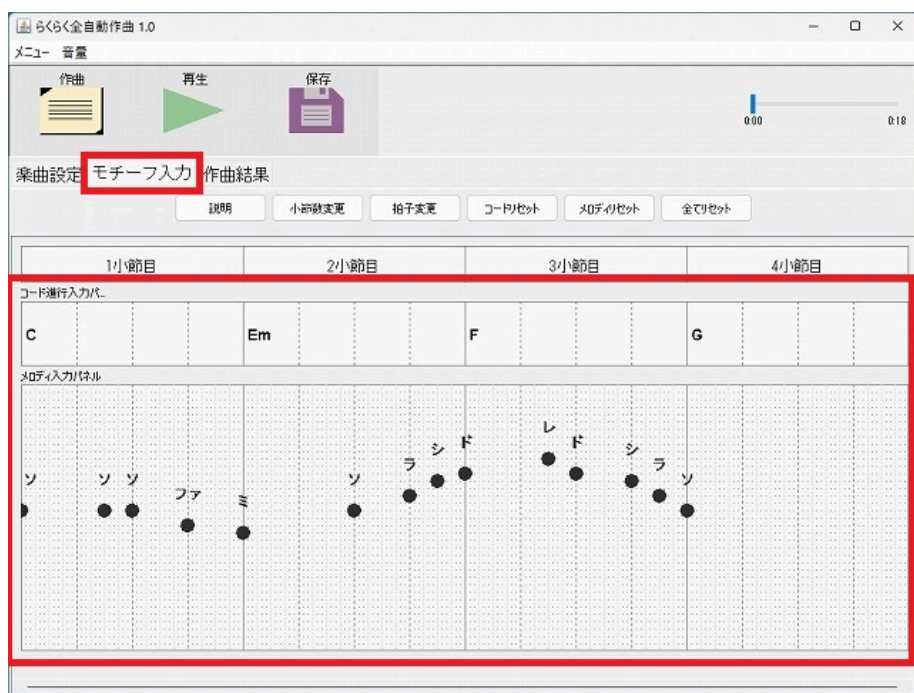 らくらく全自動作曲 1.0
メニュー 音量
作曲 再生 保存
0:00 0:18
楽曲設定 モチーフ入力 作曲結果
説明 小節数変更 拍子変更 コードリセット メロディリセット 全てリセット
1小節目 2小節目 3小節目 4小節目
コード進行入力パ...
C Em F G
メロディ入力パネル
ソ ソ ソ ファ ミ ソ ラ シ ド レ ド シ ラ ソ